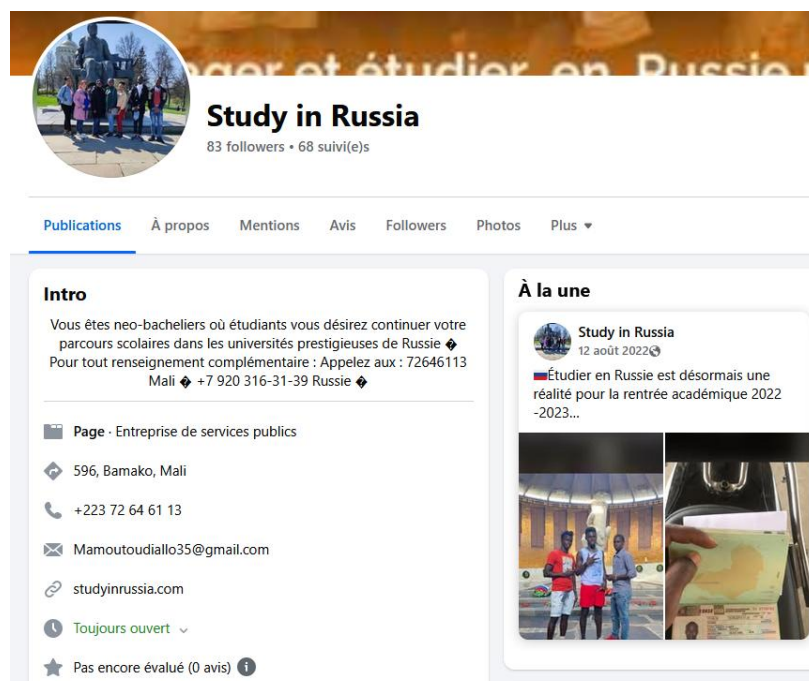 et étudier en Russie
Study in Russia
83 followers • 68 suivi(e)s
Publications À propos Mentions Avis Followers Photos Plus
Intro
Vous êtes neo-bacheliers où étudiants vous désirez continuer votre
parcours scolaires dans les universités prestigieuses de Russie �
Pour tout renseignement complémentaire : Appelez aux : 72646113
Mali � +7 920 316-31-39 Russie �
Page · Entreprise de services publics
596, Bamako, Mali
+223 72 64 61 13
Mamoutoudiallo35@gmail.com
studyinrussia.com
Toujours ouvert
Pas encore évalué (0 avis)
À la une
Study in Russia
12 août 2022
🇷🇺Étudier en Russie est désormais une
réalité pour la rentrée académique 2022
-2023...